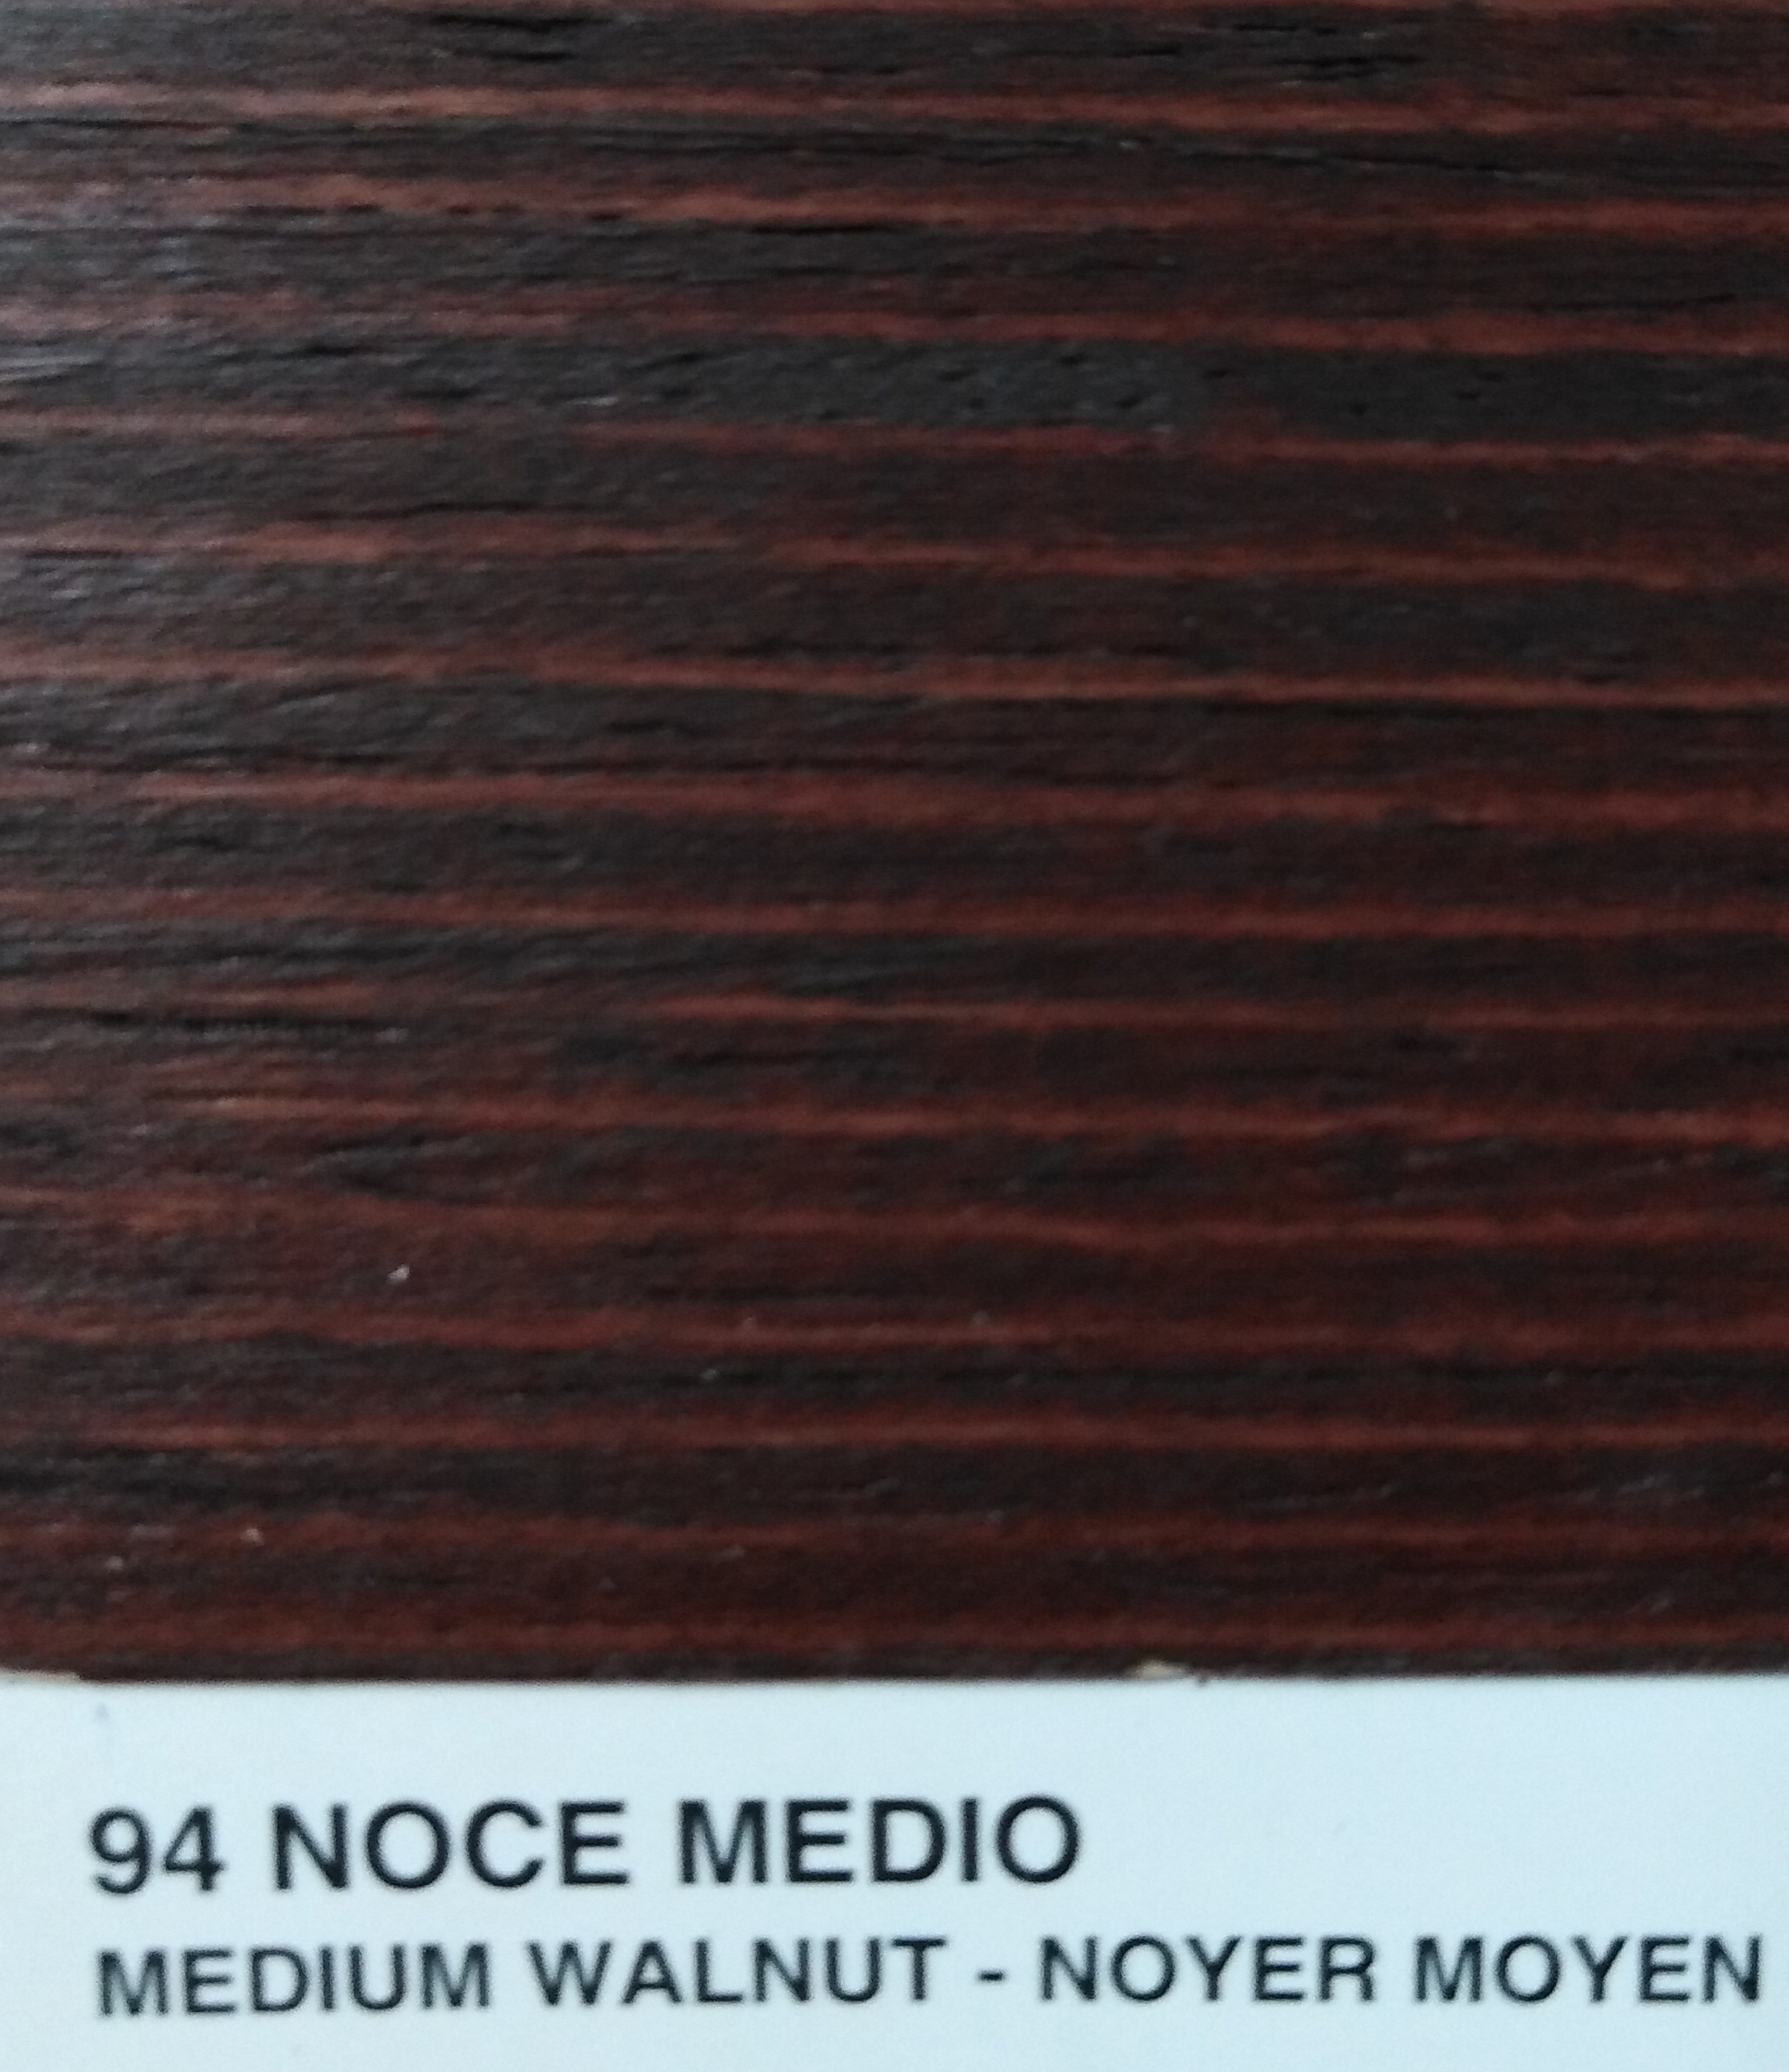 94 NOCE MEDIO
MEDIUM WALNUT - NOYER MOYEN